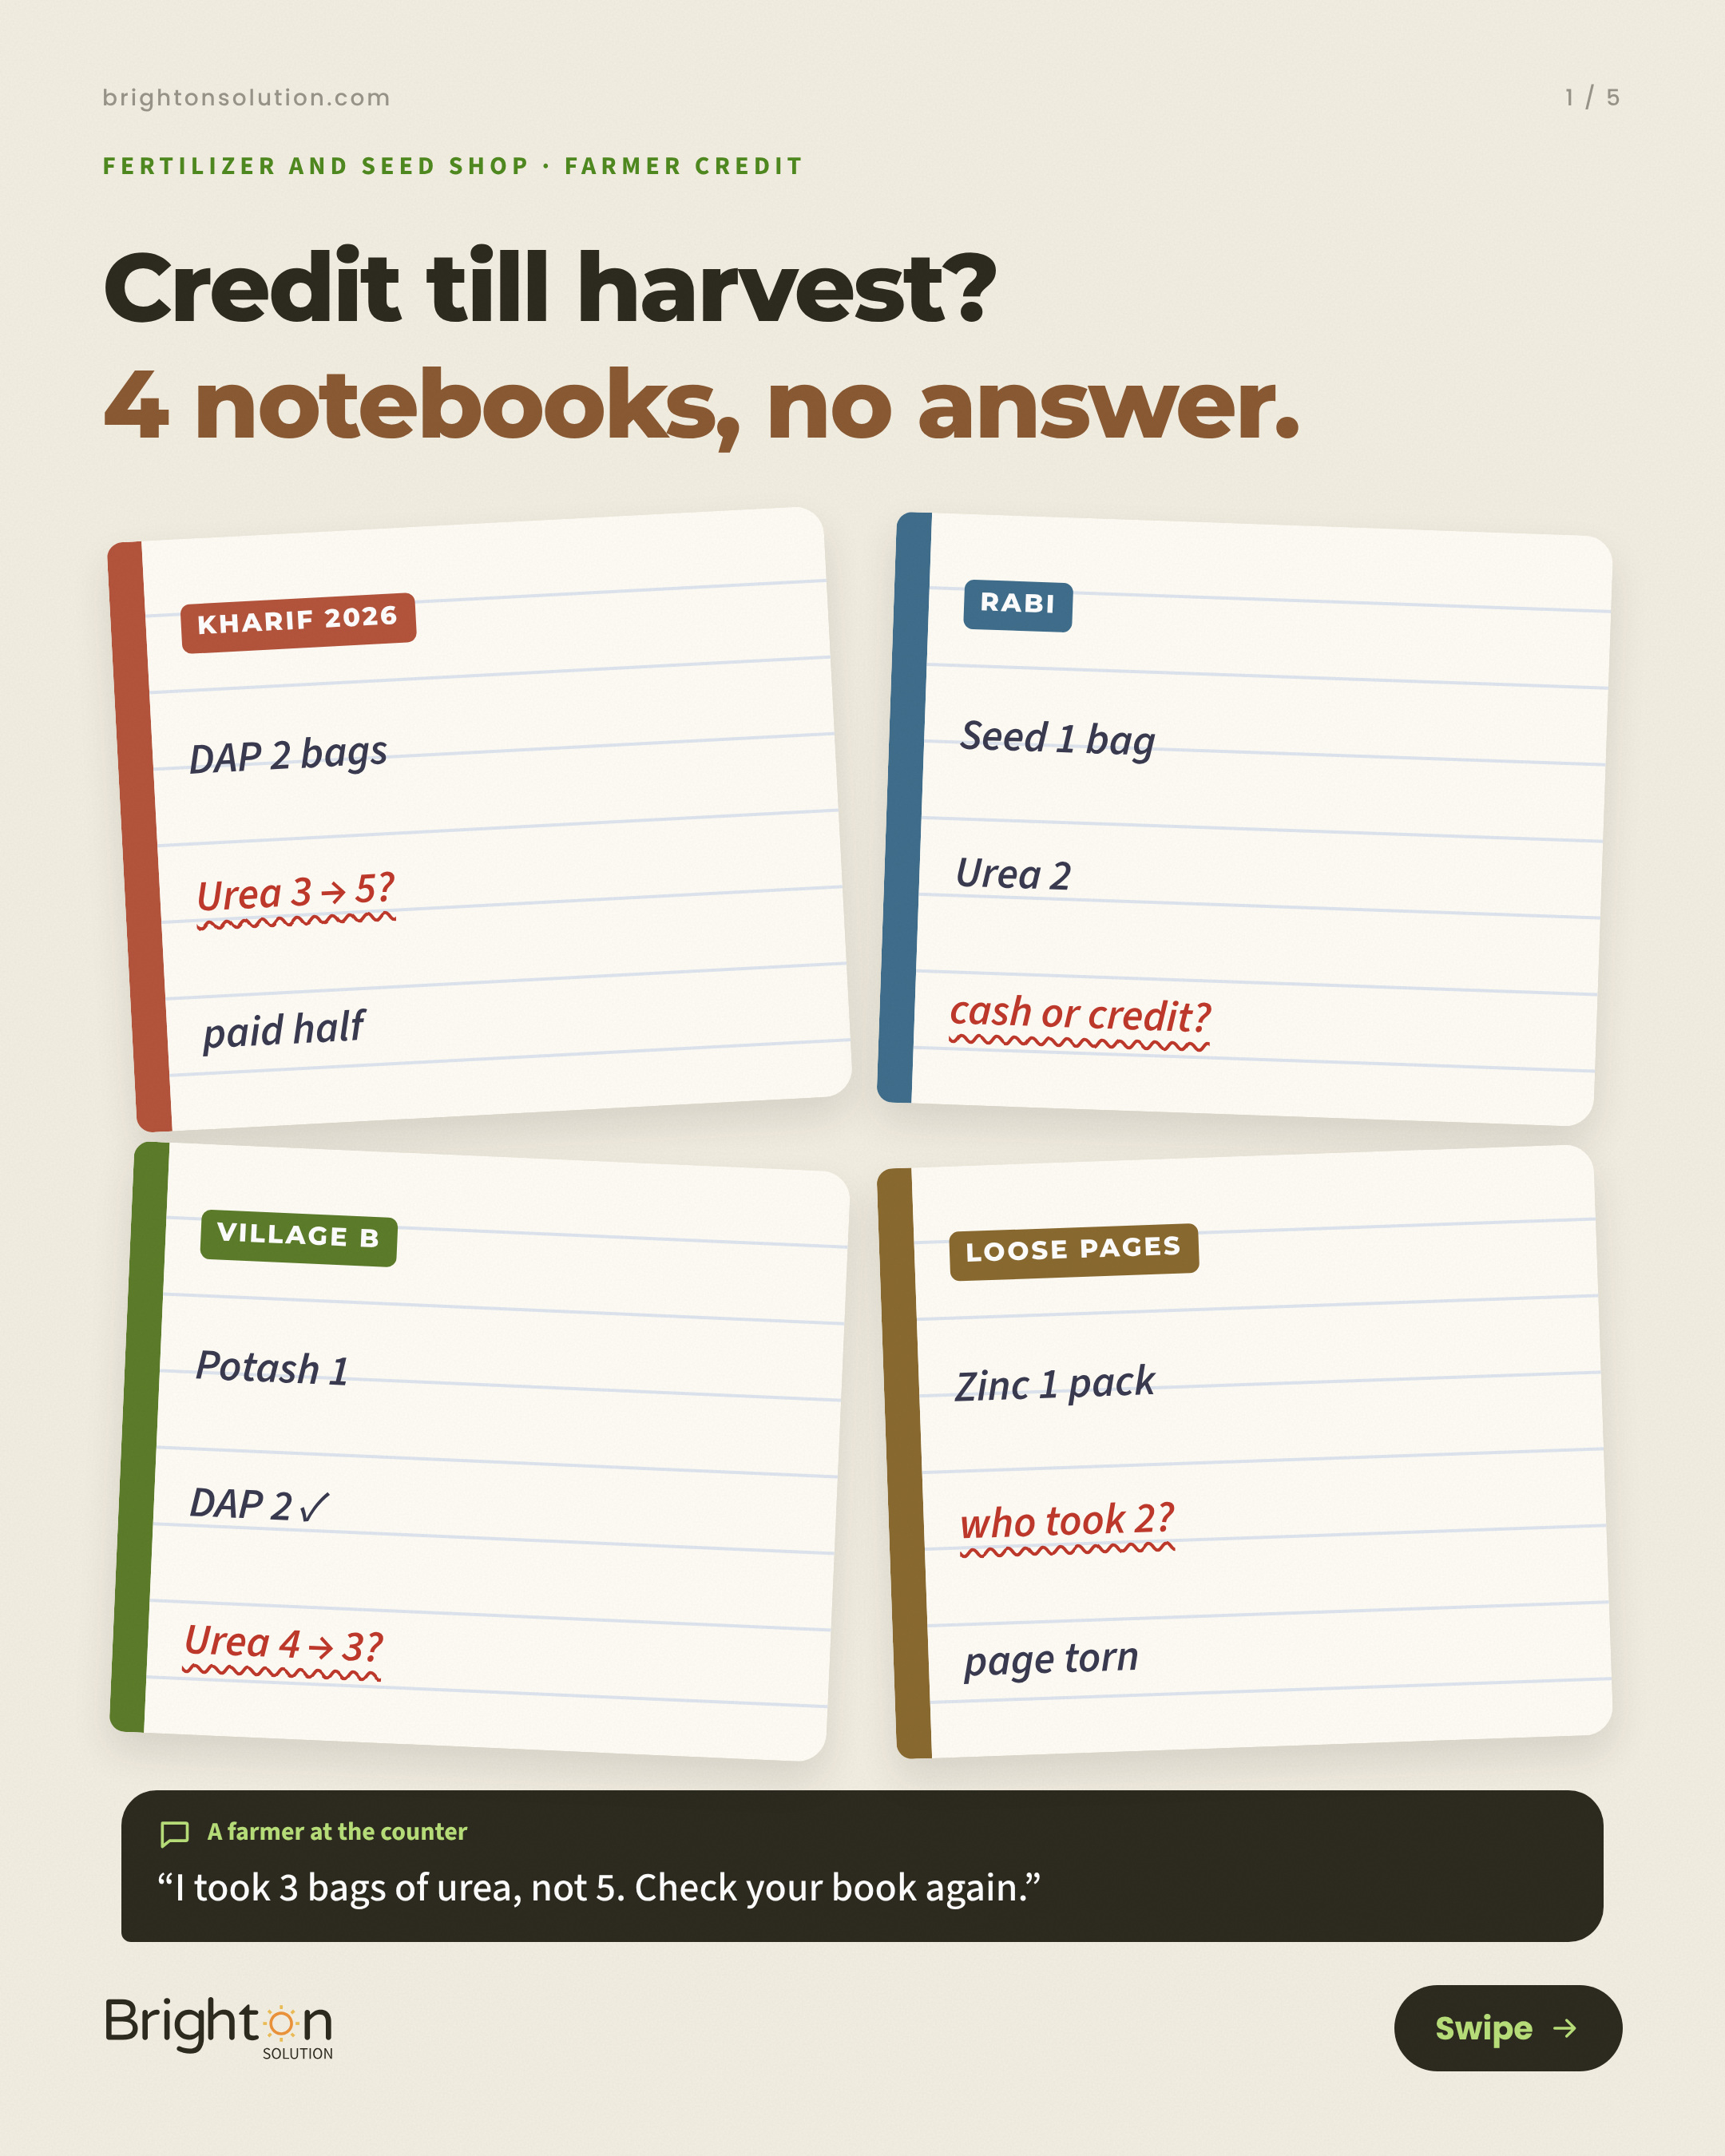 brightonsolution.com
1 / 5
FERTILIZER AND SEED SHOP · FARMER CREDIT
Credit till harvest?
4 notebooks, no answer.
KHARIF 2026
DAP 2 bags
Urea 3 → 5?
paid half
RABI
Seed 1 bag
Urea 2
cash or credit?
VILLAGE B
Potash 1
DAP 2 ✓
Urea 4 → 3?
LOOSE PAGES
Zinc 1 pack
who took 2?
page torn
A farmer at the counter
“I took 3 bags of urea, not 5. Check your book again.”
Brighton
SOLUTION
Swipe →